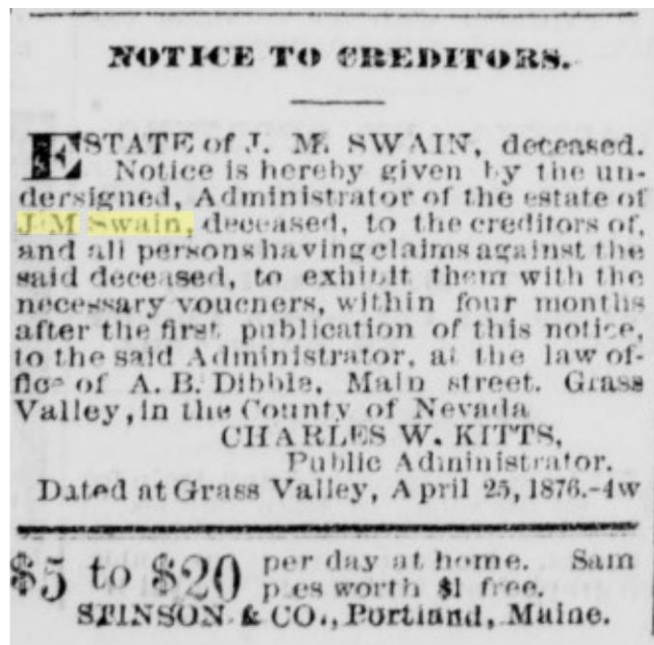 NOTICE TO CREDITORS.
ESTATE of J. M. SWAIN, deceased.
Notice is hereby given by the un-
dersigned, Administrator of the estate of
J M Swain, deceased, to the creditors of,
and all persons having claims against the
said deceased, to exhibit them with the
necessary voucners, within four months
after the first publication of this notice,
to the said Administrator, at the law of-
fice of A. B. Dibble, Main street. Grass
Valley, in the County of Nevada
CHARLES W. KITTS,
Public Administrator.
Dated at Grass Valley, April 25, 1876.-4w
$5 to $20 per day at home. Sam
ples worth $1 free.
STINSON & CO., Portland, Maine.